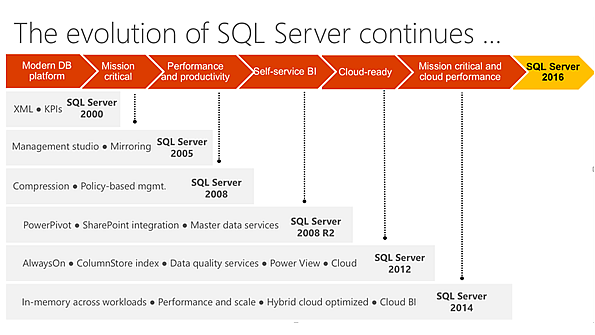 The evolution of SQL Server continues ...
Modern DB
platform
Mission
critical
Performance
and productivity
Self-service BI
Cloud-ready
Mission critical and
cloud performance
SQL Server
2016
XML ● KPIs
SQL Server
2000
Management studio ● Mirroring
SQL Server
2005
Compression ● Policy-based mgmt.
SQL Server
2008
PowerPivot ● SharePoint integration ● Master data services
SQL Server
2008 R2
AlwaysOn ● ColumnStore index ● Data quality services ● Power View ● Cloud
SQL Server
2012
In-memory across workloads ● Performance and scale ● Hybrid cloud optimized ● Cloud BI
SQL Server
2014